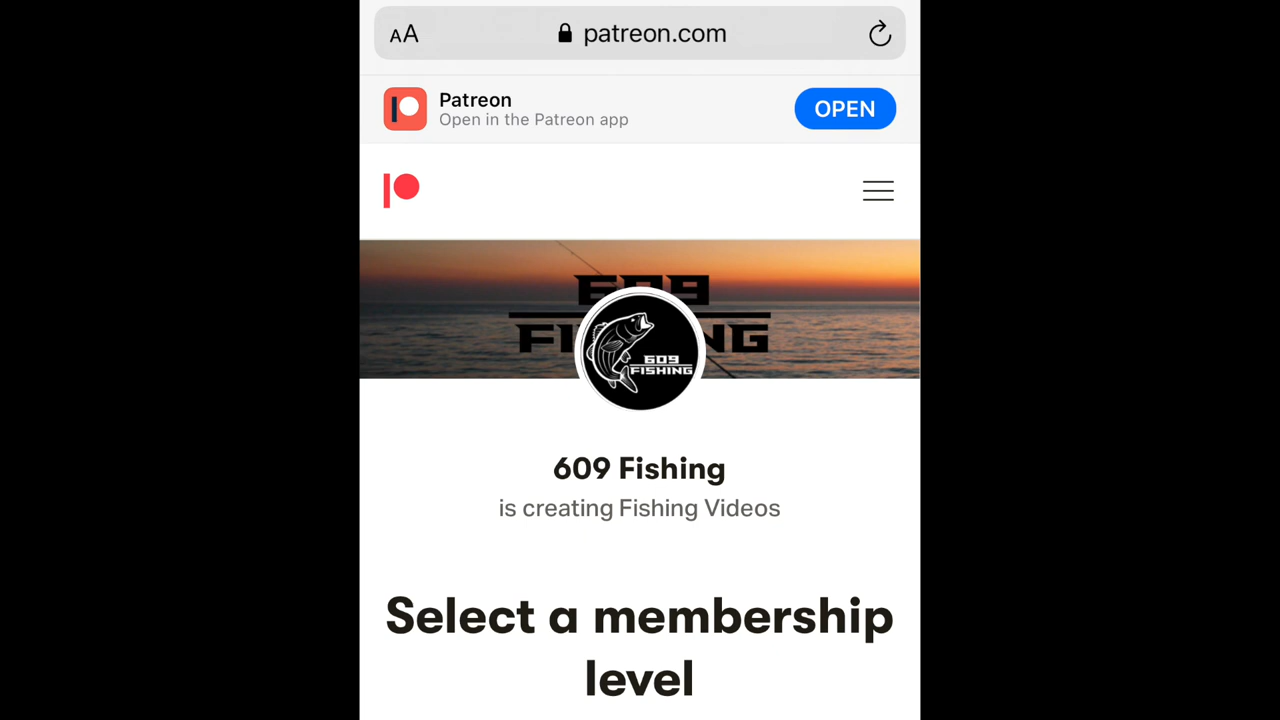 AA patreon.com
Patreon
Open in the Patreon app
OPEN
609
FISHING
609
FISHING
609 Fishing
is creating Fishing Videos
Select a membership
level